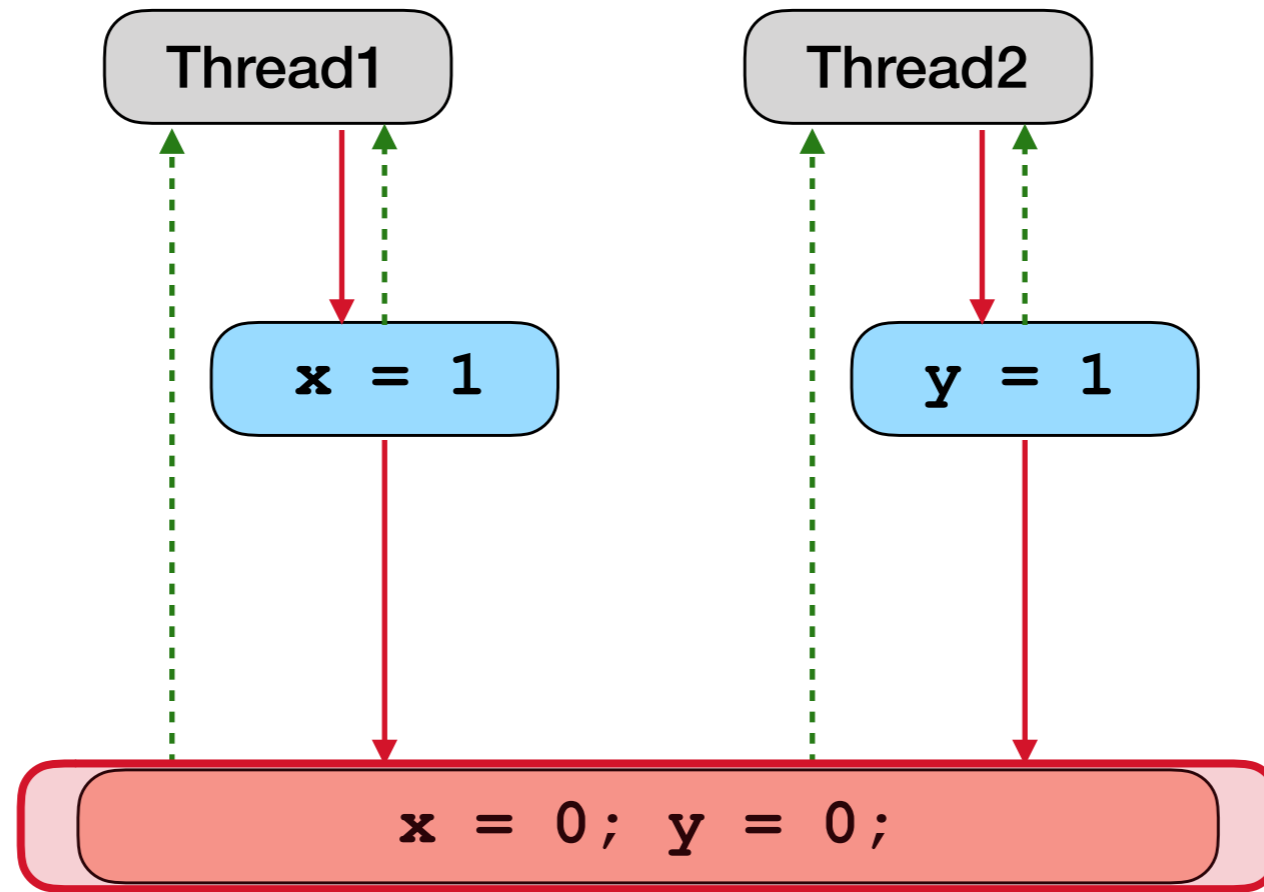 Thread1
Thread2
x = 1
y = 1
x = 0; y = 0;